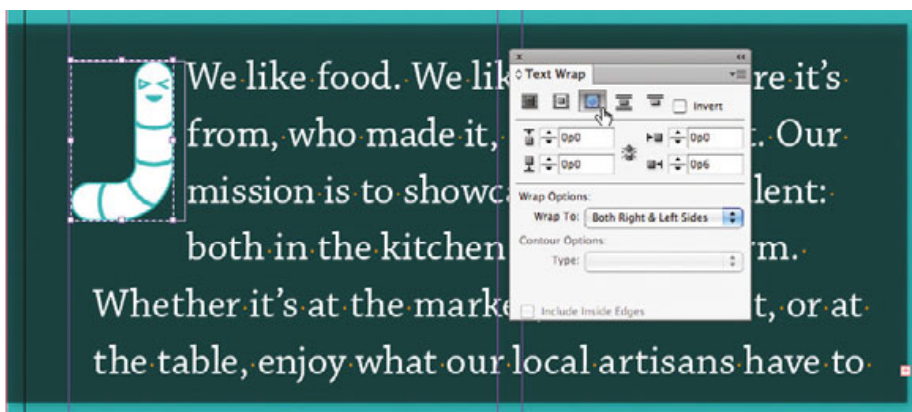 We like food. We lik re it's
from, who made it, . Our
mission is to showc lent:
both in the kitchen rm.
Whether it's at the marke t, or at
the table, enjoy what our local artisans have to
Text Wrap
Invert
0p0 0p0
0p0 0p6
Wrap Options:
Wrap To: Both Right & Left Sides
Contour Options:
Type:
Include Inside Edges